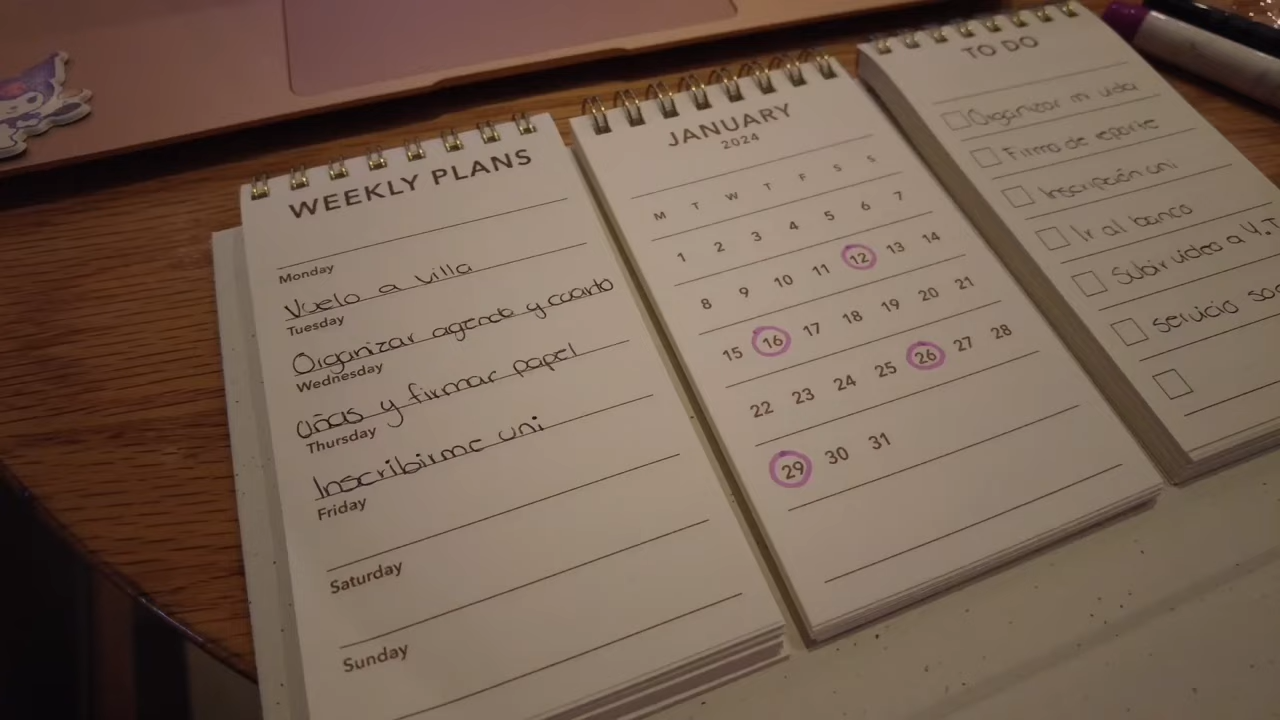 WEEKLY PLANS
Monday
Vuelo a Villa
Tuesday
Organizar agenda y cuarto
Wednesday
Uñas y firmar papel
Thursday
Inscribirme uni
Friday
Saturday
Sunday
JANUARY
2024
M T W T F S S
1 2 3 4 5 6 7
8 9 10 11 12 13 14
15 16 17 18 19 20 21
22 23 24 25 26 27 28
29 30 31
TO DO
Organizar mi vida
Firma de
Inscripción uni
Ir al banco
Subir video a Y.T
servicio soc